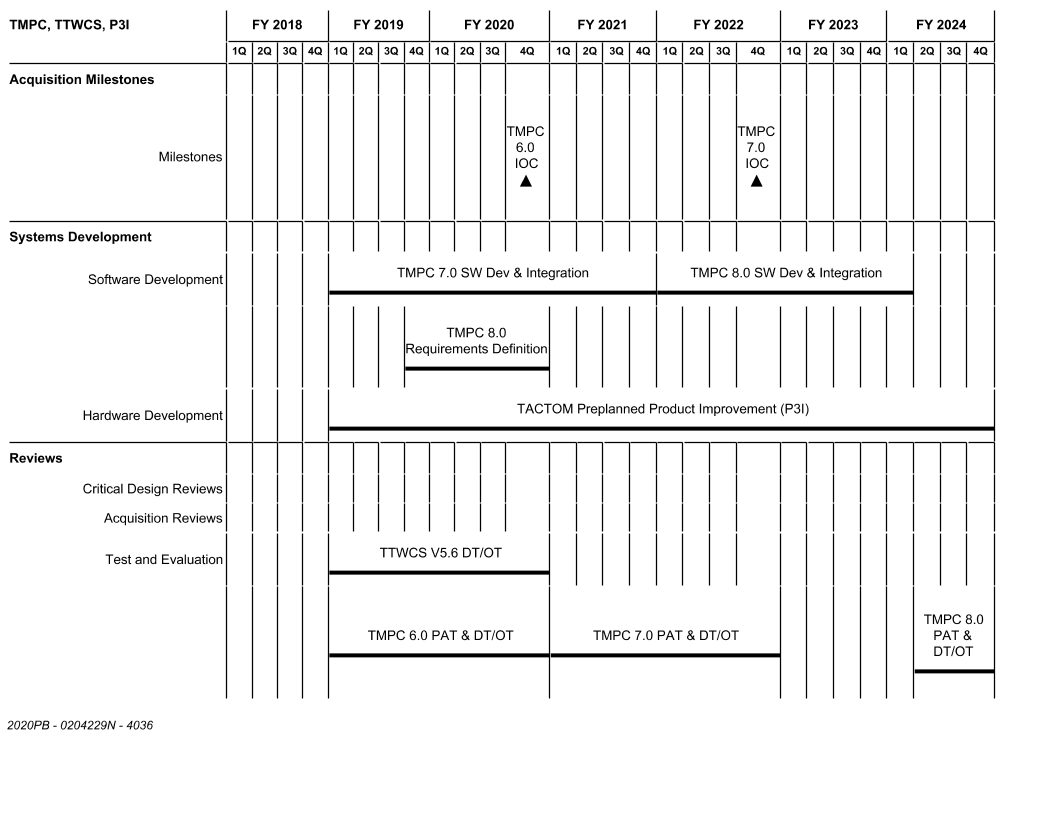 TMPC, TTWCS, P3I
FY 2018 FY 2019 FY 2020 FY 2021 FY 2022 FY 2023 FY 2024
1Q 2Q 3Q 4Q 1Q 2Q 3Q 4Q 1Q 2Q 3Q 4Q 1Q 2Q 3Q 4Q 1Q 2Q 3Q 4Q 1Q 2Q 3Q 4Q 1Q 2Q 3Q 4Q
Acquisition Milestones
Milestones
TMPC
6.0
IOC
TMPC
7.0
IOC
Systems Development
Software Development
TMPC 7.0 SW Dev & Integration
TMPC 8.0 SW Dev & Integration
TMPC 8.0
Requirements Definition
Hardware Development
TACTOM Preplanned Product Improvement (P3I)
Reviews
Critical Design Reviews
Acquisition Reviews
Test and Evaluation
TTWCS V5.6 DT/OT
TMPC 6.0 PAT & DT/OT
TMPC 7.0 PAT & DT/OT
TMPC 8.0
PAT &
DT/OT
2020PB - 0204229N - 4036